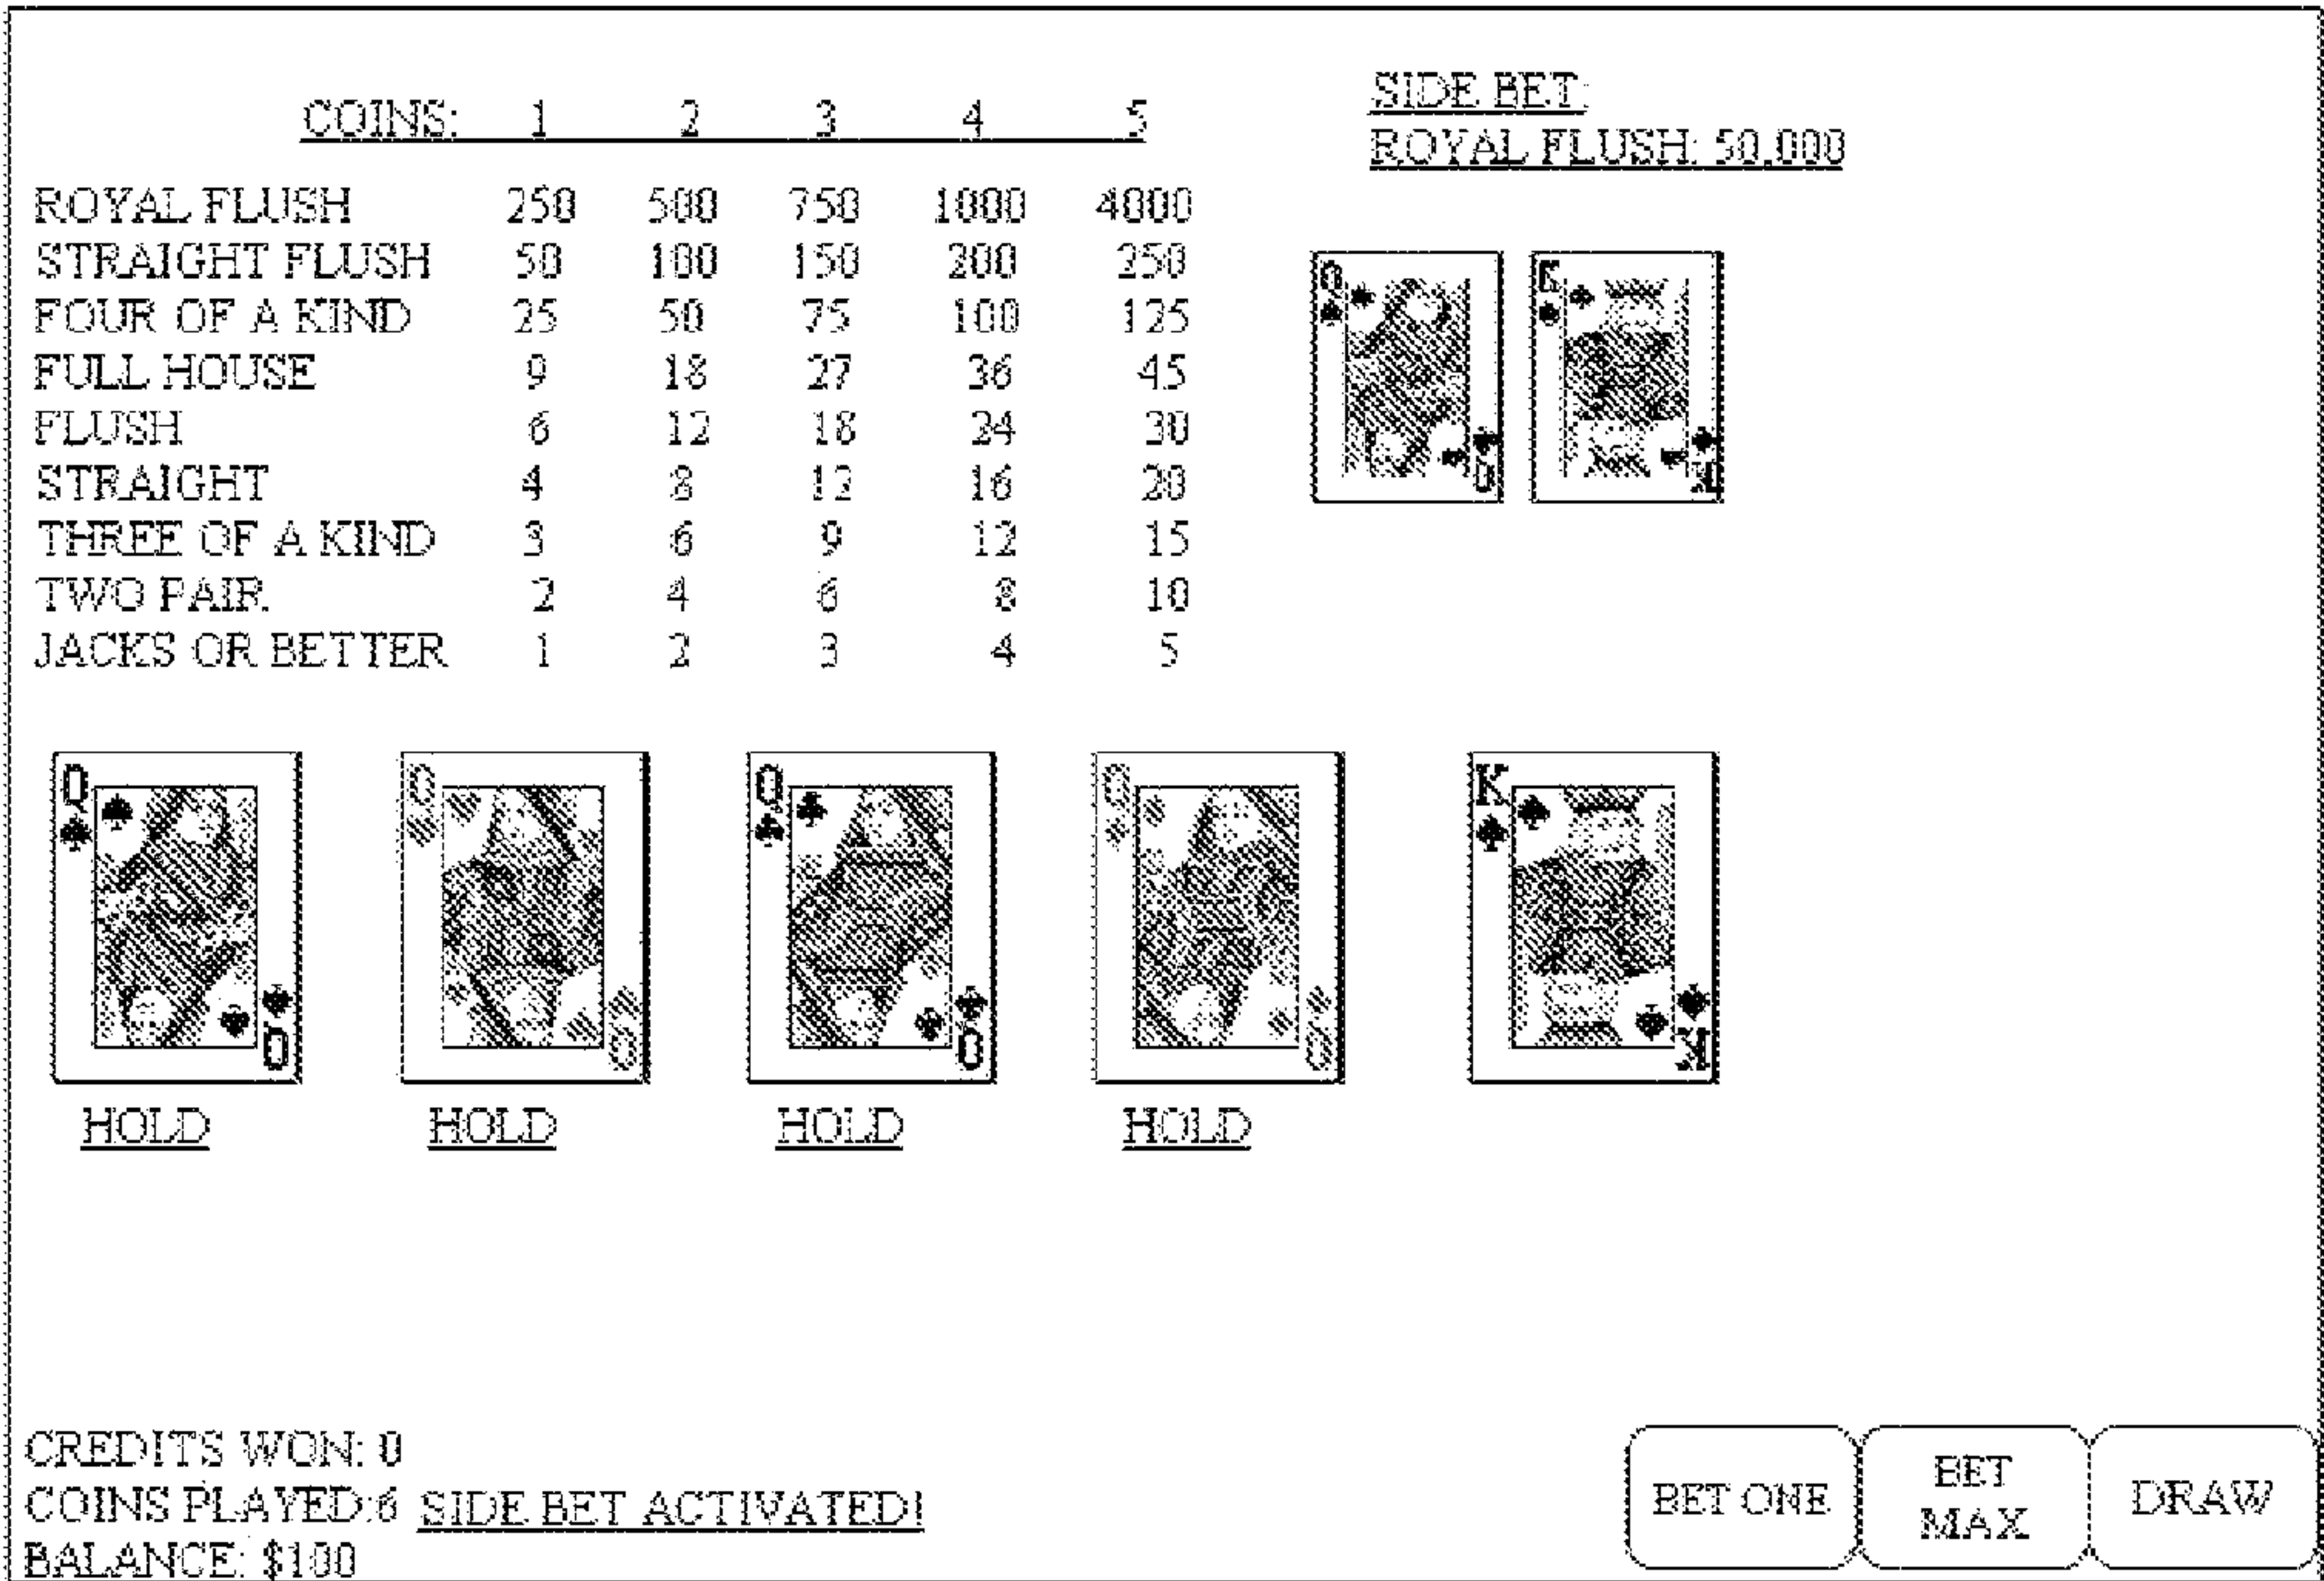 COINS: 1 2 3 4 5
ROYAL FLUSH 250 500 750 1000 4000
STRAIGHT FLUSH 50 100 150 200 250
FOUR OF A KIND 25 50 75 100 125
FULL HOUSE 9 18 27 36 45
FLUSH 6 12 18 24 30
STRAIGHT 4 8 12 16 20
THREE OF A KIND 3 6 9 12 15
TWO PAIR 2 4 6 8 10
JACKS OR BETTER 1 2 3 4 5
SIDE BET:
ROYAL FLUSH: 50,000
Q K
Q K
Q Q Q Q K
Q Q Q Q K
HOLD HOLD HOLD HOLD
CREDITS WON: 0
COINS PLAYED:6 SIDE BET ACTIVATED!
BALANCE: $100
BET ONE
BET
MAX
DRAW